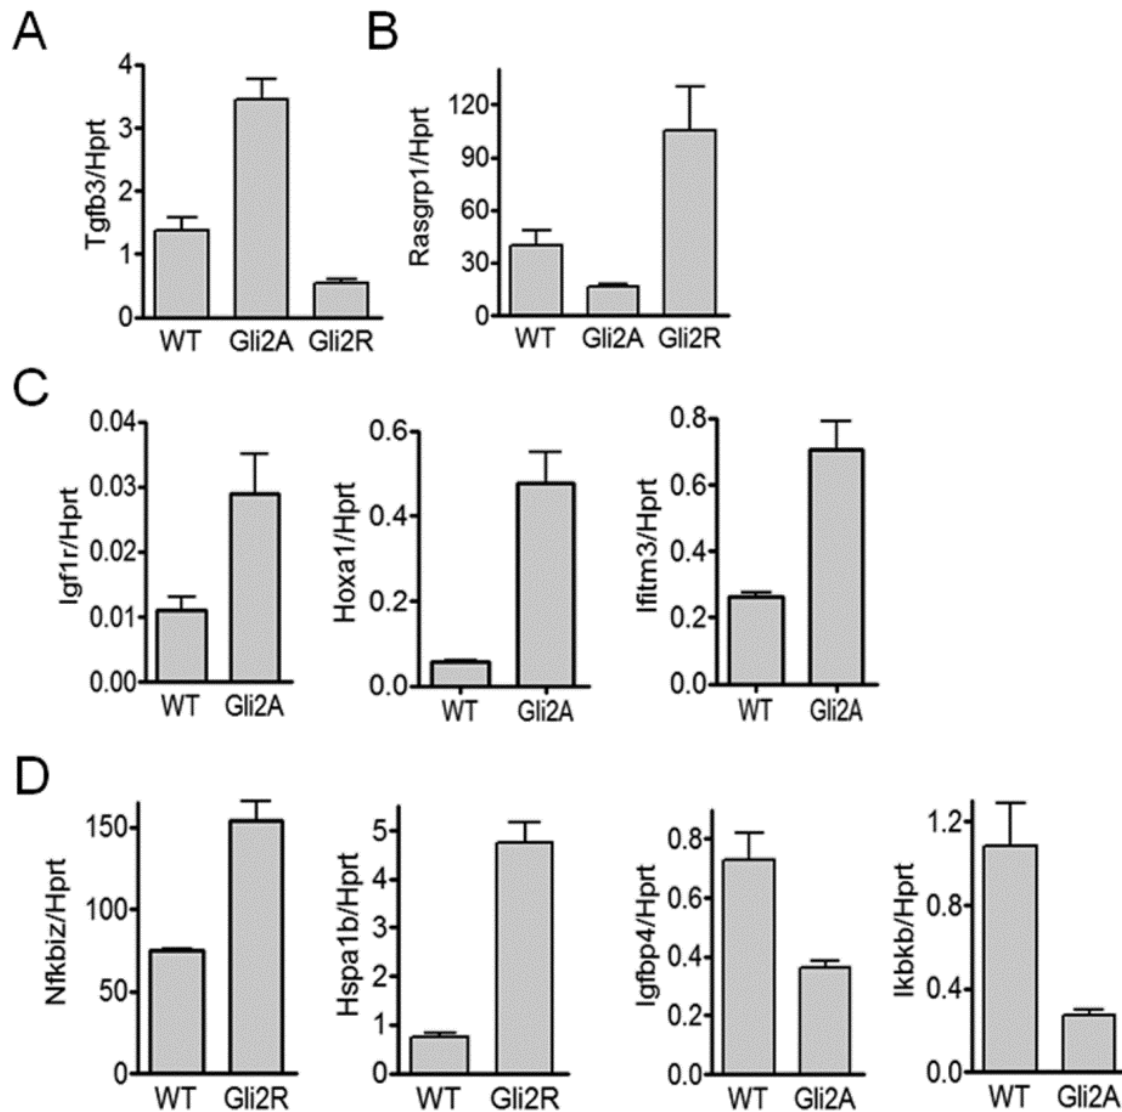 A
Tgfb3/Hprt
4
3
2
1
0
WT Gli2A Gli2R
B
Rasgrp1/Hprt
120
90
60
30
0
WT Gli2A Gli2R
C
Igf1r/Hprt
0.04
0.03
0.02
0.01
0.00
WT Gli2A
Hoxa1/Hprt
0.6
0.4
0.2
0.0
WT Gli2A
Ifitm3/Hprt
0.8
0.6
0.4
0.2
0.0
WT Gli2A
D
Nfkbiz/Hprt
150
100
50
0
WT Gli2R
Hspa1b/Hprt
5
4
3
2
1
0
WT Gli2R
Igfbp4/Hprt
0.8
0.6
0.4
0.2
0.0
WT Gli2A
Ikbkb/Hprt
1.2
0.8
0.4
0.0
WT Gli2A